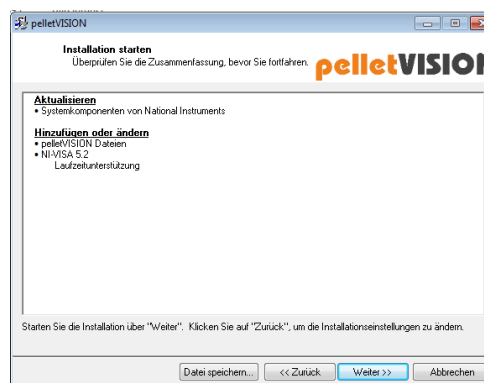 pelletVISION
Installation starten
Überprüfen Sie die Zusammenfassung, bevor Sie fortfahren.
pelletVISION
Aktualisieren
• Systemkomponenten von National Instruments
Hinzufügen oder ändern
• pelletVISION Dateien
• NI-VISA 5.2
Laufzeitunterstützung
Starten Sie die Installation über "Weiter". Klicken Sie auf "Zurück", um die Installationseinstellungen zu ändern.
Datei speichern... << Zurück Weiter >> Abbrechen